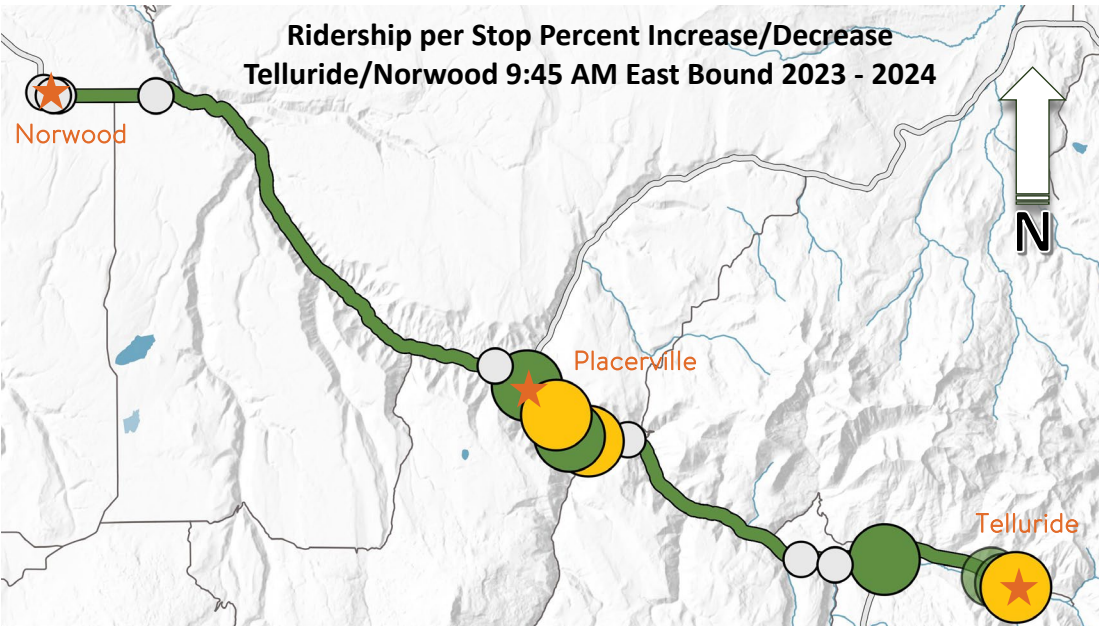 Ridership per Stop Percent Increase/Decrease
Telluride/Norwood 9:45 AM East Bound 2023 - 2024
Norwood
N
Placerville
Telluride